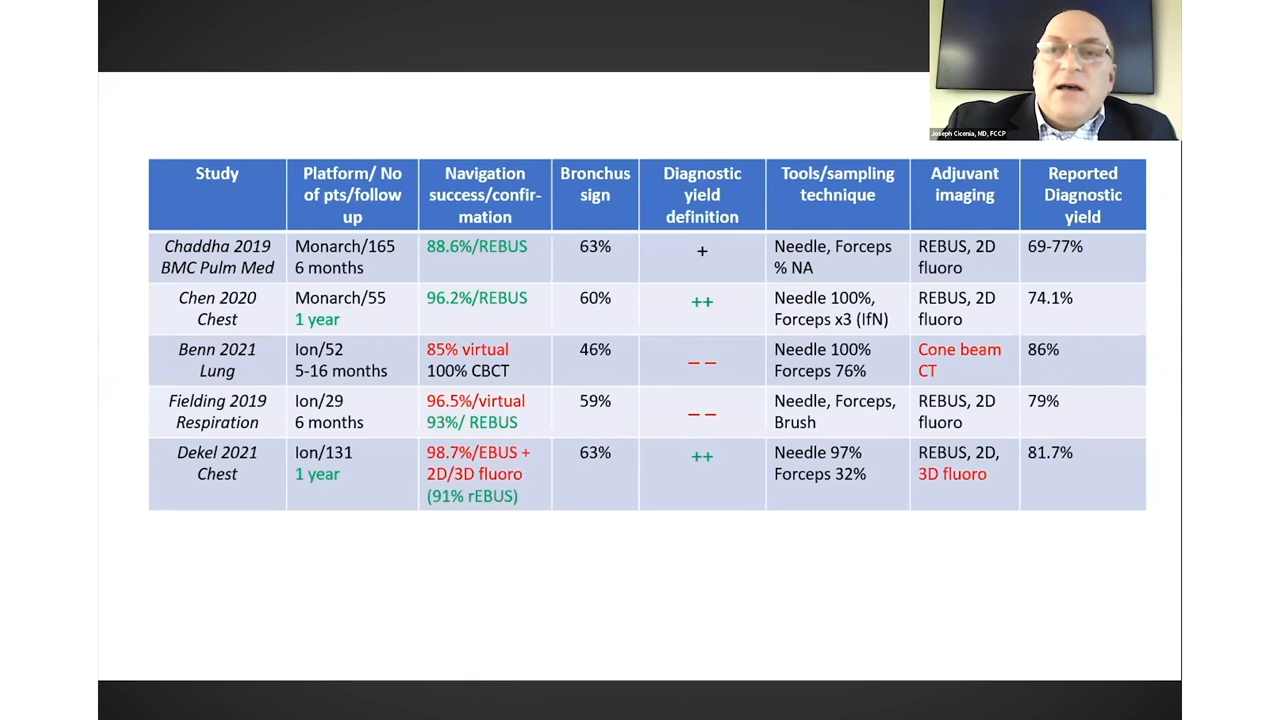 Joseph Cicenia, MD, FCCP
Study
Platform/ No
of pts/follow
up
Navigation
success/confir-
mation
Bronchus
sign
Diagnostic
yield
definition
Tools/sampling
technique
Adjuvant
imaging
Reported
Diagnostic
yield
Chaddha 2019
BMC Pulm Med
Monarch/165
6 months
88.6%/REBUS
63%
+
Needle, Forceps
% NA
REBUS, 2D
fluoro
69-77%
Chen 2020
Chest
Monarch/55
1 year
96.2%/REBUS
60%
++
Needle 100%,
Forceps x3 (IfN)
REBUS, 2D
fluoro
74.1%
Benn 2021
Lung
Ion/52
5-16 months
85% virtual
100% CBCT
46%
– –
Needle 100%
Forceps 76%
Cone beam
CT
86%
Fielding 2019
Respiration
Ion/29
6 months
96.5%/virtual
93%/ REBUS
59%
– –
Needle, Forceps,
Brush
REBUS, 2D
fluoro
79%
Dekel 2021
Chest
Ion/131
1 year
98.7%/EBUS +
2D/3D fluoro
(91% rEBUS)
63%
++
Needle 97%
Forceps 32%
REBUS, 2D,
3D fluoro
81.7%